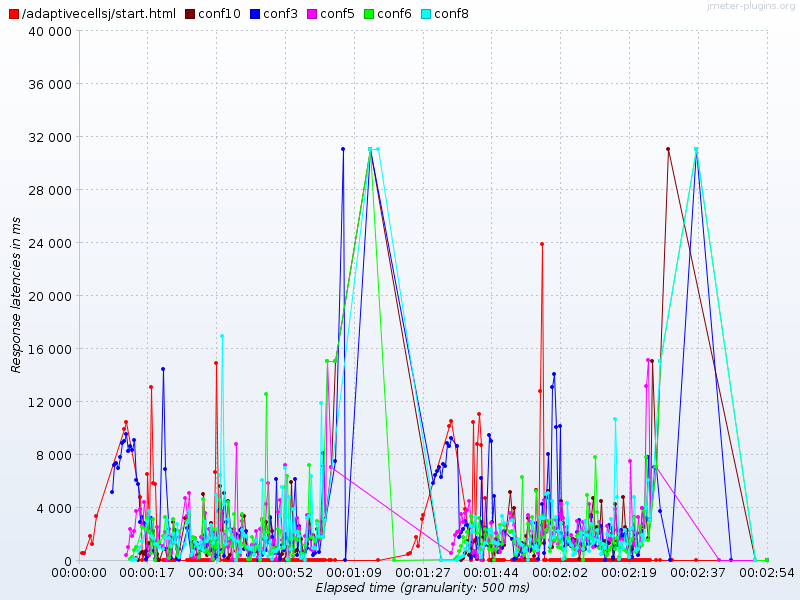 jmeter-plugins.org
/adaptivecellsj/start.html conf10 conf3 conf5 conf6 conf8
40 000
36 000
32 000
28 000
24 000
20 000
16 000
12 000
8 000
4 000
0
Response latencies in ms
00:00:00 00:00:17 00:00:34 00:00:52 00:01:09 00:01:27 00:01:44 00:02:02 00:02:19 00:02:37 00:02:54
Elapsed time (granularity: 500 ms)